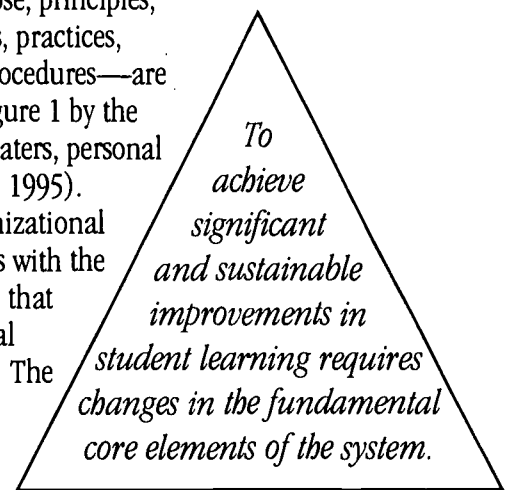 ose, principles,
s, practices,
ocedures—are
gure 1 by the
aters, personal
1995).
nizational
s with the
that
al
The
To
achieve
significant
and sustainable
improvements in
student learning requires
changes in the fundamental
core elements of the system.